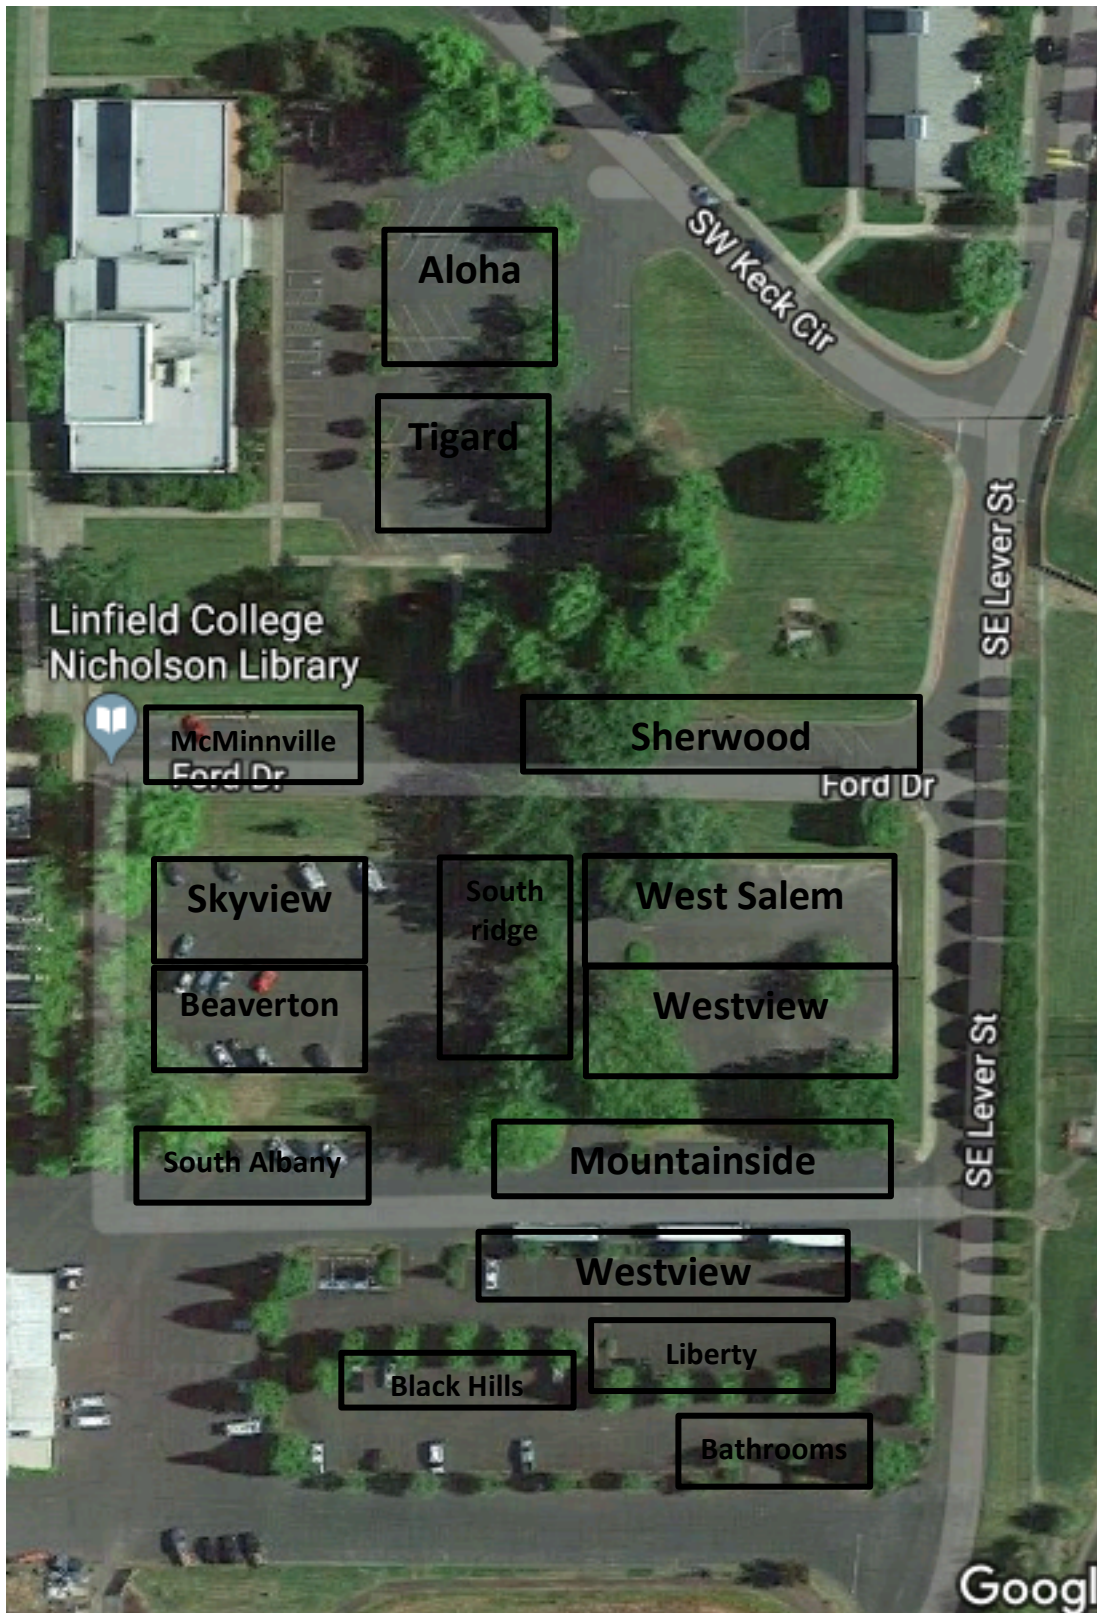 Aloha
SW Keck Cir
Tigard
SE Lever St
Linfield College
Nicholson Library
McMinnville
Ford Dr
Sherwood
Ford Dr
Skyview
South
ridge
West Salem
Beaverton
Westview
SE Lever St
South Albany
Mountainside
Westview
Liberty
Black Hills
Bathrooms
Googl